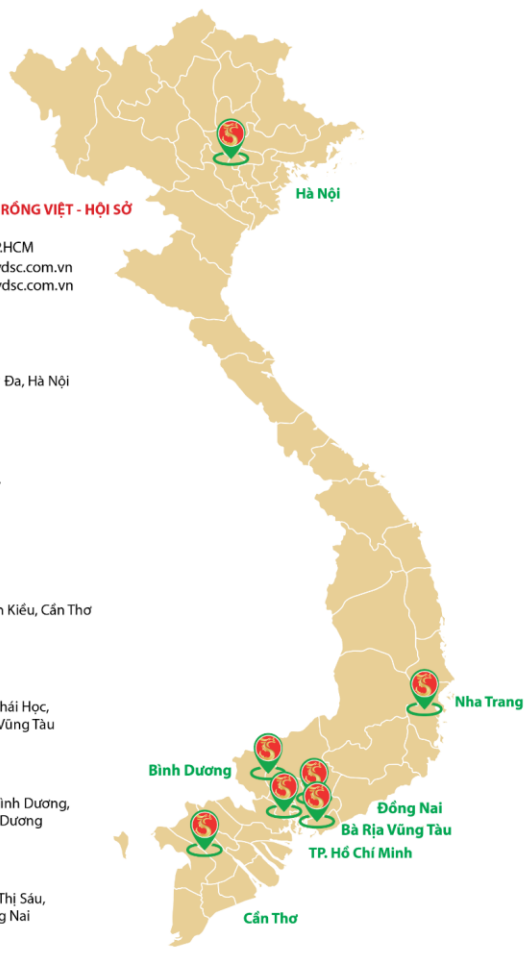 RỒNG VIỆT - HỘI SỞ
P.HCM
vdsc.com.vn
vdsc.com.vn
Đa, Hà Nội
Kiều, Cần Thơ
hái Học,
Vũng Tàu
ình Dương,
Dương
Thị Sáu,
g Nai
Hà Nội
Nha Trang
Bình Dương
Đồng Nai
Bà Rịa Vũng Tàu
TP. Hồ Chí Minh
Cần Thơ